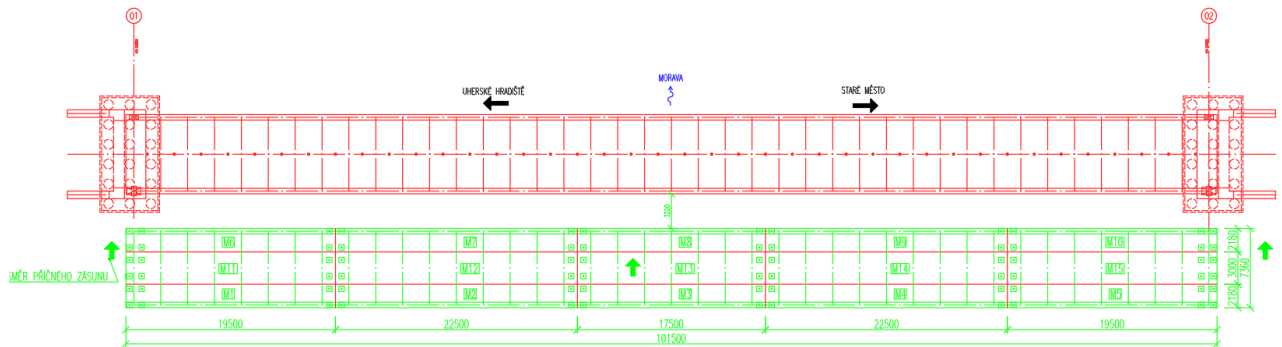 01
02
MORAVA
UHERSKÉ HRADIŠTĚ
STARÉ MĚSTO
3220
M6
M7
M8
M9
M10
SMĚR PŘÍČNÉHO ZÁSUNU
M11
M12
M13
M14
M15
M1
M2
M3
M4
M5
2180
3000
2180
7360
19500
22500
17500
22500
19500
101500